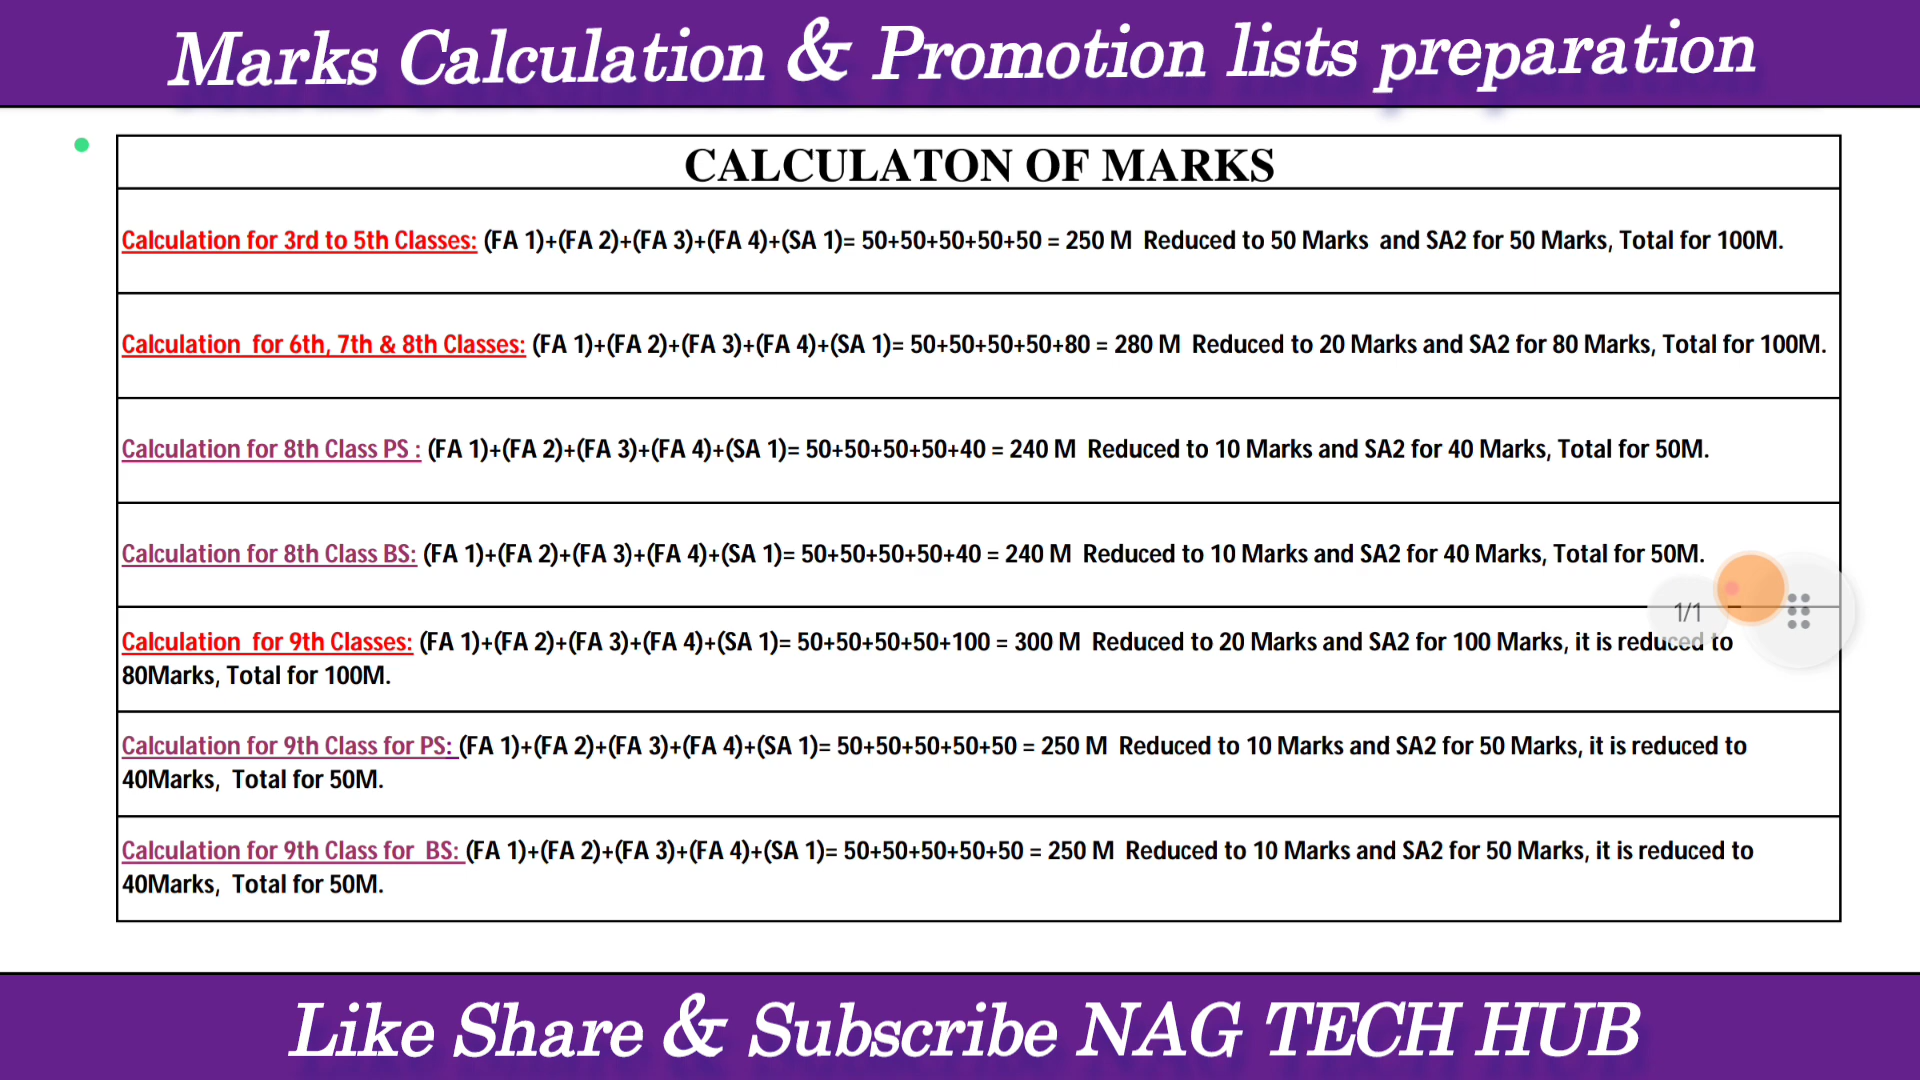 Marks Calculation & Promotion lists preparation
CALCULATON OF MARKS
Calculation for 3rd to 5th Classes: (FA 1)+(FA 2)+(FA 3)+(FA 4)+(SA 1)= 50+50+50+50+50 = 250 M Reduced to 50 Marks and SA2 for 50 Marks, Total for 100M.
Calculation for 6th, 7th & 8th Classes: (FA 1)+(FA 2)+(FA 3)+(FA 4)+(SA 1)= 50+50+50+50+80 = 280 M Reduced to 20 Marks and SA2 for 80 Marks, Total for 100M.
Calculation for 8th Class PS : (FA 1)+(FA 2)+(FA 3)+(FA 4)+(SA 1)= 50+50+50+50+40 = 240 M Reduced to 10 Marks and SA2 for 40 Marks, Total for 50M.
Calculation for 8th Class BS: (FA 1)+(FA 2)+(FA 3)+(FA 4)+(SA 1)= 50+50+50+50+40 = 240 M Reduced to 10 Marks and SA2 for 40 Marks, Total for 50M.
1/1
Calculation for 9th Classes: (FA 1)+(FA 2)+(FA 3)+(FA 4)+(SA 1)= 50+50+50+50+100 = 300 M Reduced to 20 Marks and SA2 for 100 Marks, it is reduced to
80Marks, Total for 100M.
Calculation for 9th Class for PS: (FA 1)+(FA 2)+(FA 3)+(FA 4)+(SA 1)= 50+50+50+50+50 = 250 M Reduced to 10 Marks and SA2 for 50 Marks, it is reduced to
40Marks, Total for 50M.
Calculation for 9th Class for BS: (FA 1)+(FA 2)+(FA 3)+(FA 4)+(SA 1)= 50+50+50+50+50 = 250 M Reduced to 10 Marks and SA2 for 50 Marks, it is reduced to
40Marks, Total for 50M.
Like Share & Subscribe NAG TECH HUB